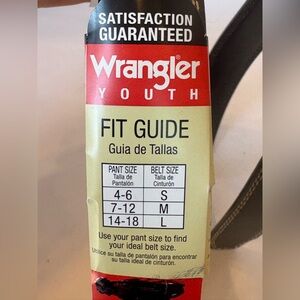 SATISFACTION
GUARANTEED
Wrangler
YOUTH
FIT GUIDE
Guia de Tallas
PANT SIZE BELT SIZE
Talla de Talla de
Pantalón Cinturón
4-6 S
7-12 M
14-18 L
Use your pant size to find
your ideal belt size.
Utilice su talla de pantalón para encontrar
su talla ideal de cinturón.